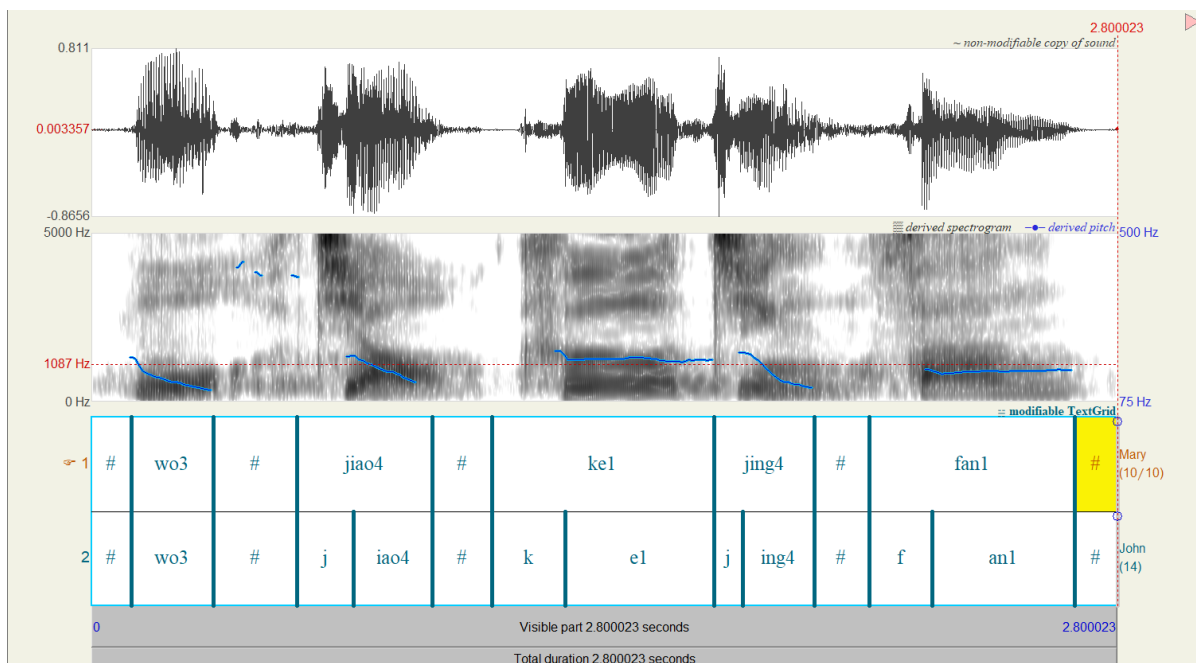 2.800023
0.811
~ non-modifiable copy of sound
0.003357
-0.8656
5000 Hz
derived spectrogram
derived pitch
500 Hz
1087 Hz
0 Hz
75 Hz
modifiable TextGrid
1 # wo3 # jiao4 # ke1 jing4 # fan1 # Mary
(10/10)
2 # wo3 # j iao4 # k e1 j ing4 # f an1 # John
(14)
0 Visible part 2.800023 seconds 2.800023
Total duration 2.800023 seconds